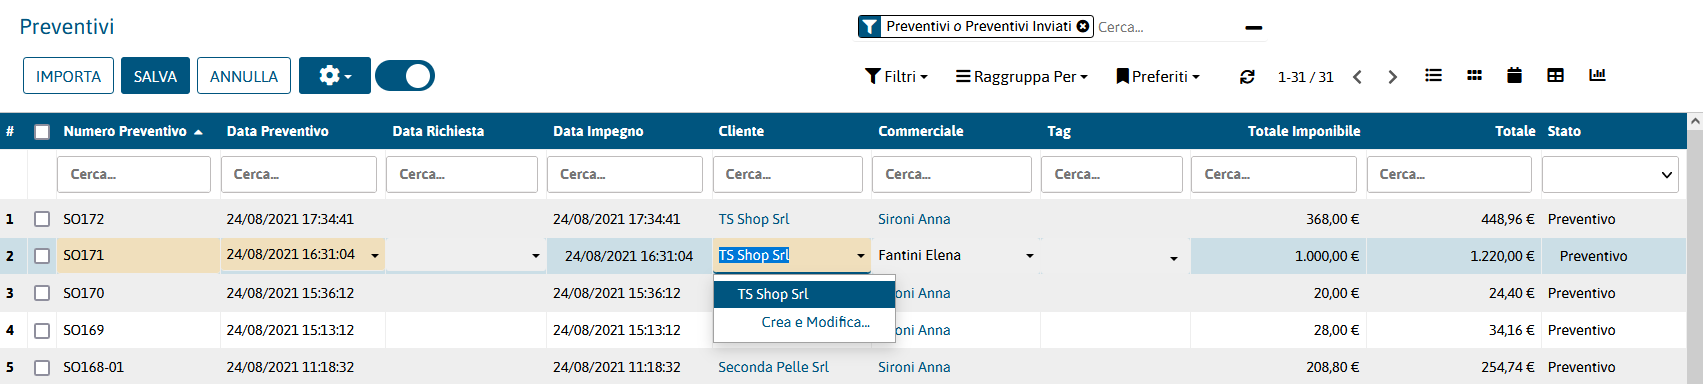 Preventivi
Preventivi o Preventivi Inviati Cerca...
IMPORTA SALVA ANNULLA Filtri Raggruppa Per Preferiti 1-31 / 31
# Numero Preventivo Data Preventivo Data Richiesta Data Impegno Cliente Commerciale Tag Totale Imponibile Totale Stato
Cerca... Cerca... Cerca... Cerca... Cerca... Cerca... Cerca... Cerca... Cerca...
1 SO172 24/08/2021 17:34:41 24/08/2021 17:34:41 TS Shop Srl Sironi Anna 368,00 € 448,96 € Preventivo
2 SO171 24/08/2021 16:31:04 24/08/2021 16:31:04 TS Shop Srl Fantini Elena 1.000,00 € 1.220,00 € Preventivo
3 SO170 24/08/2021 15:36:12 24/08/2021 15:36:12 TS Shop Srl oni Anna 20,00 € 24,40 € Preventivo
4 SO169 24/08/2021 15:13:12 24/08/2021 15:13:12 Crea e Modifica... oni Anna 28,00 € 34,16 € Preventivo
5 SO168-01 24/08/2021 11:18:32 24/08/2021 11:18:32 Seconda Pelle Srl Sironi Anna 208,80 € 254,74 € Preventivo